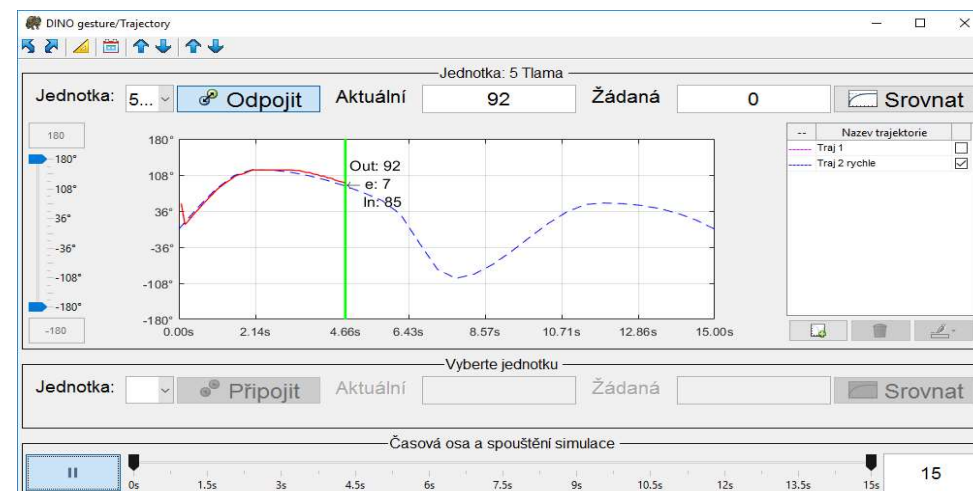 DINO gesture/Trajectory
Jednotka: 5 Tlama
Jednotka: 5... Odpojit Aktuální 92 Žádaná 0 Srovnat
180
180°
108°
36°
-36°
-108°
-180°
-180
180°
108°
36°
-36°
-108°
-180°
Out: 92
e: 7
In: 85
0.00s 2.14s 4.66s 6.43s 8.57s 10.71s 12.86s 15.00s
-- Nazev trajektorie
Traj 1
Traj 2 rychle
Vyberte jednotku
Jednotka: Připojit Aktuální Žádaná Srovnat
Časová osa a spouštění simulace
0s 1.5s 3s 4.5s 6s 7.5s 9s 10.5s 12s 13.5s 15s 15